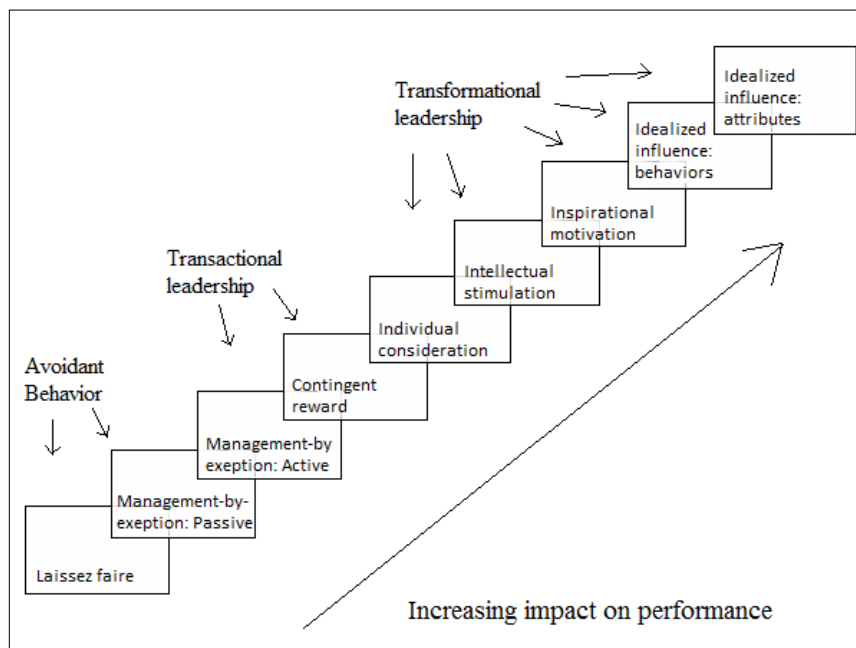 Idealized
influence:
attributes
Transformational
leadership
Idealized
influence:
behaviors
Inspirational
motivation
Transactional
leadership
Intellectual
stimulation
Individual
consideration
Avoidant
Behavior
Contingent
reward
Management-by
exeption: Active
Management-by-
exeption: Passive
Laissez faire
Increasing impact on performance